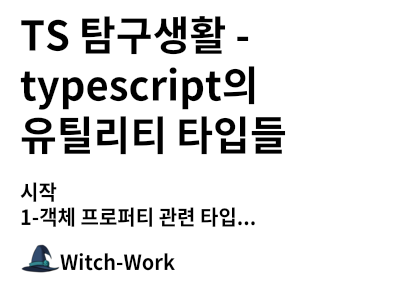 TS 탐구생활 -
typescript의
유틸리티 타입들
시작
1-객체 프로퍼티 관련 타입...
Witch-Work